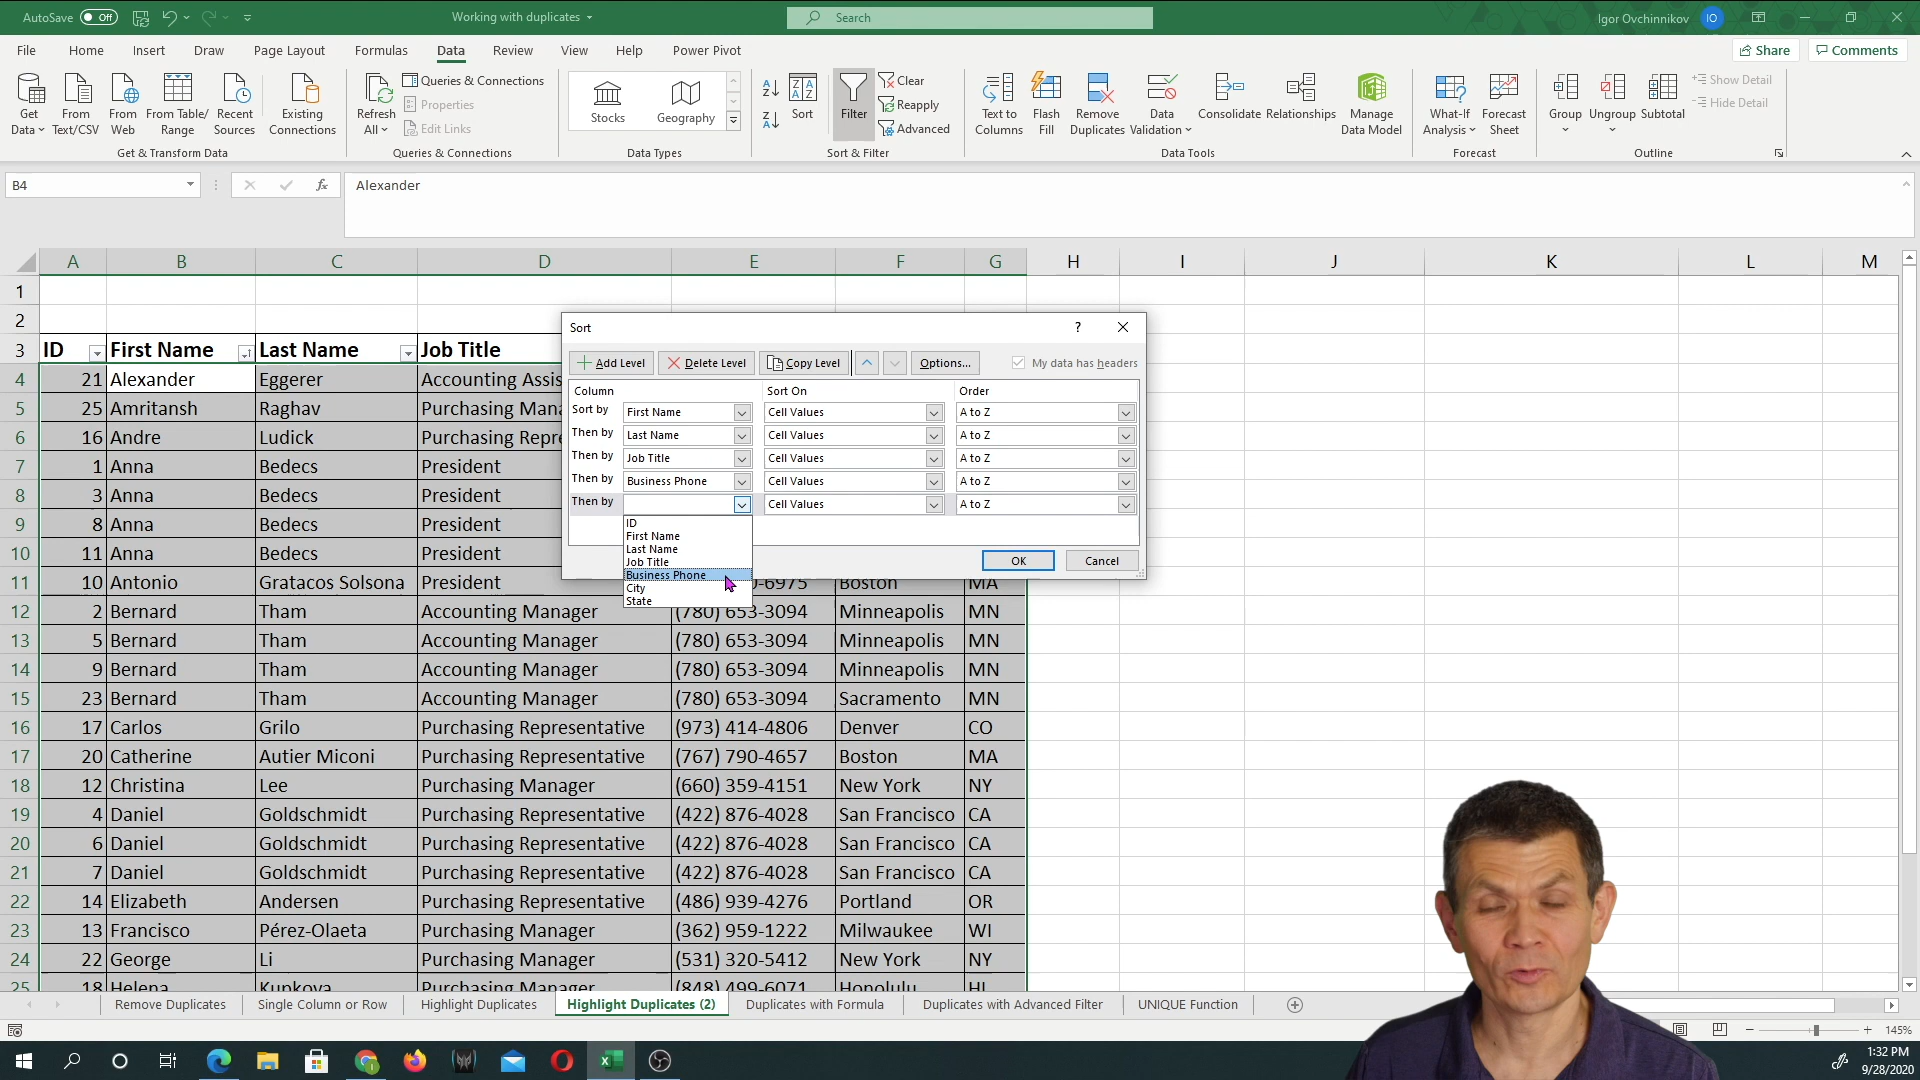 AutoSave Off Working with duplicates Search Igor Ovchinnikov IO
File Home Insert Draw Page Layout Formulas Data Review View Help Power Pivot Share Comments
Get Data From Text/CSV From Web From Table/ Range Recent Sources Existing Connections
Get & Transform Data
Refresh All Queries & Connections
Properties
Edit Links
Queries & Connections
Stocks Geography
Data Types
Sort Filter Clear
Reapply
Advanced
Sort & Filter
Text to Columns Flash Fill Remove Duplicates Data Validation Consolidate Relationships Manage Data Model
Data Tools
What-If Analysis Forecast Sheet
Forecast
Group Ungroup Subtotal Show Detail
Hide Detail
Outline
B4 fx Alexander
A B C D E F G H I J K L M
1
2
3 ID First Name Last Name Job Title
4 21 Alexander Eggerer Accounting Assis
5 25 Amritansh Raghav Purchasing Mana
6 16 Andre Ludick Purchasing Repre
7 1 Anna Bedecs President
8 3 Anna Bedecs President
9 8 Anna Bedecs President
10 11 Anna Bedecs President
11 10 Antonio Gratacos Solsona President 0-6975 Boston MA
12 2 Bernard Tham Accounting Manager (780) 653-3094 Minneapolis MN
13 5 Bernard Tham Accounting Manager (780) 653-3094 Minneapolis MN
14 9 Bernard Tham Accounting Manager (780) 653-3094 Minneapolis MN
15 23 Bernard Tham Accounting Manager (780) 653-3094 Sacramento MN
16 17 Carlos Grilo Purchasing Representative (973) 414-4806 Denver CO
17 20 Catherine Autier Miconi Purchasing Representative (767) 790-4657 Boston MA
18 12 Christina Lee Purchasing Manager (660) 359-4151 New York NY
19 4 Daniel Goldschmidt Purchasing Representative (422) 876-4028 San Francisco CA
20 6 Daniel Goldschmidt Purchasing Representative (422) 876-4028 San Francisco CA
21 7 Daniel Goldschmidt Purchasing Representative (422) 876-4028 San Francisco CA
22 14 Elizabeth Andersen Purchasing Representative (486) 939-4276 Portland OR
23 13 Francisco Pérez-Olaeta Purchasing Manager (362) 959-1222 Milwaukee WI
24 22 George Li Purchasing Manager (531) 320-5412 New York NY
25 18 Helena Kupkova Purchasing Manager (848) 499-6071 Honolulu HI
Sort ?
Add Level Delete Level Copy Level Options... My data has headers
Column Sort On Order
Sort by First Name Cell Values A to Z
Then by Last Name Cell Values A to Z
Then by Job Title Cell Values A to Z
Then by Business Phone Cell Values A to Z
Then by Cell Values A to Z
ID
First Name
Last Name
Job Title
Business Phone
City
State
OK Cancel
Remove Duplicates Single Column or Row Highlight Duplicates Highlight Duplicates (2) Duplicates with Formula Duplicates with Advanced Filter UNIQUE Function
145%
1:32 PM
9/28/2020